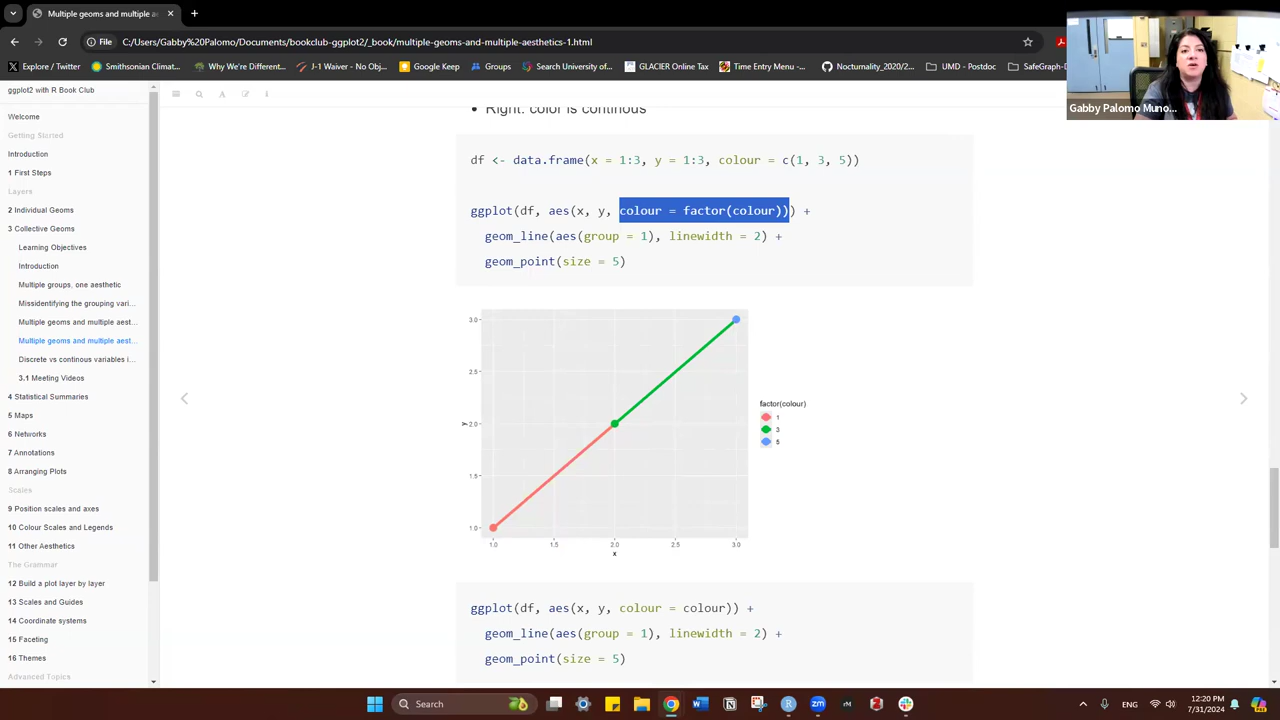 Multiple geoms and multiple ae
File
C:/Users/Gabby%20Palomo/Documents/bookclub-ggplot2/_book/multiple-geoms-and-multiple-aesthetics-1.html
Explore / Twitter
Smithsonian Climat...
Why We're Different...
J-1 Waiver - No Obj...
Google Keep
Home - University of...
GLACIER Online Tax
Time Entry Menu - Z...
Nocturnality_2020/2...
UMD - Postdoc
SafeGraph-D
Gabby Palomo Muno...
ggplot2 with R Book Club
Welcome
Getting Started
Introduction
1 First Steps
Layers
2 Individual Geoms
3 Collective Geoms
Learning Objectives
Introduction
Multiple groups, one aesthetic
Missidentifying the grouping vari...
Multiple geoms and multiple aest...
Multiple geoms and multiple aest...
Discrete vs continous variables i...
3.1 Meeting Videos
4 Statistical Summaries
5 Maps
6 Networks
7 Annotations
8 Arranging Plots
Scales
9 Position scales and axes
10 Colour Scales and Legends
11 Other Aesthetics
The Grammar
12 Build a plot layer by layer
13 Scales and Guides
14 Coordinate systems
15 Faceting
16 Themes
Advanced Topics
• Right: color is continous
df <- data.frame(x = 1:3, y = 1:3, colour = c(1, 3, 5))
ggplot(df, aes(x, y, colour = factor(colour))) +
geom_line(aes(group = 1), linewidth = 2) +
geom_point(size = 5)
3.0
2.5
2.0
1.5
1.0
y
1.0 1.5 2.0 2.5 3.0
x
factor(colour)
1
3
5
ggplot(df, aes(x, y, colour = colour)) +
geom_line(aes(group = 1), linewidth = 2) +
geom_point(size = 5)
Search
ENG
12:20 PM
7/31/2024